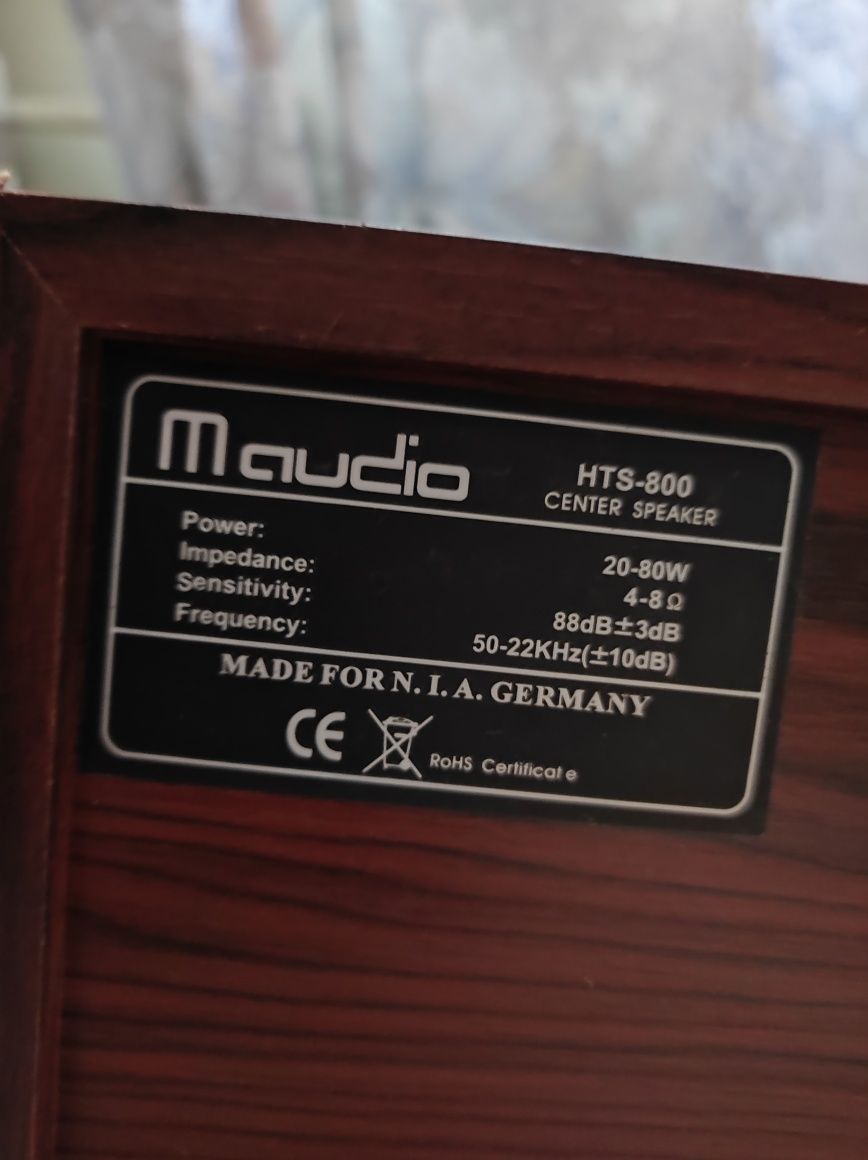 M audio
HTS-800
CENTER SPEAKER
Power: 20-80W
Impedance: 4-8Ω
Sensitivity: 88dB±3dB
Frequency: 50-22KHz(±10dB)
MADE FOR N. I. A. GERMANY
CE RoHS Certificate